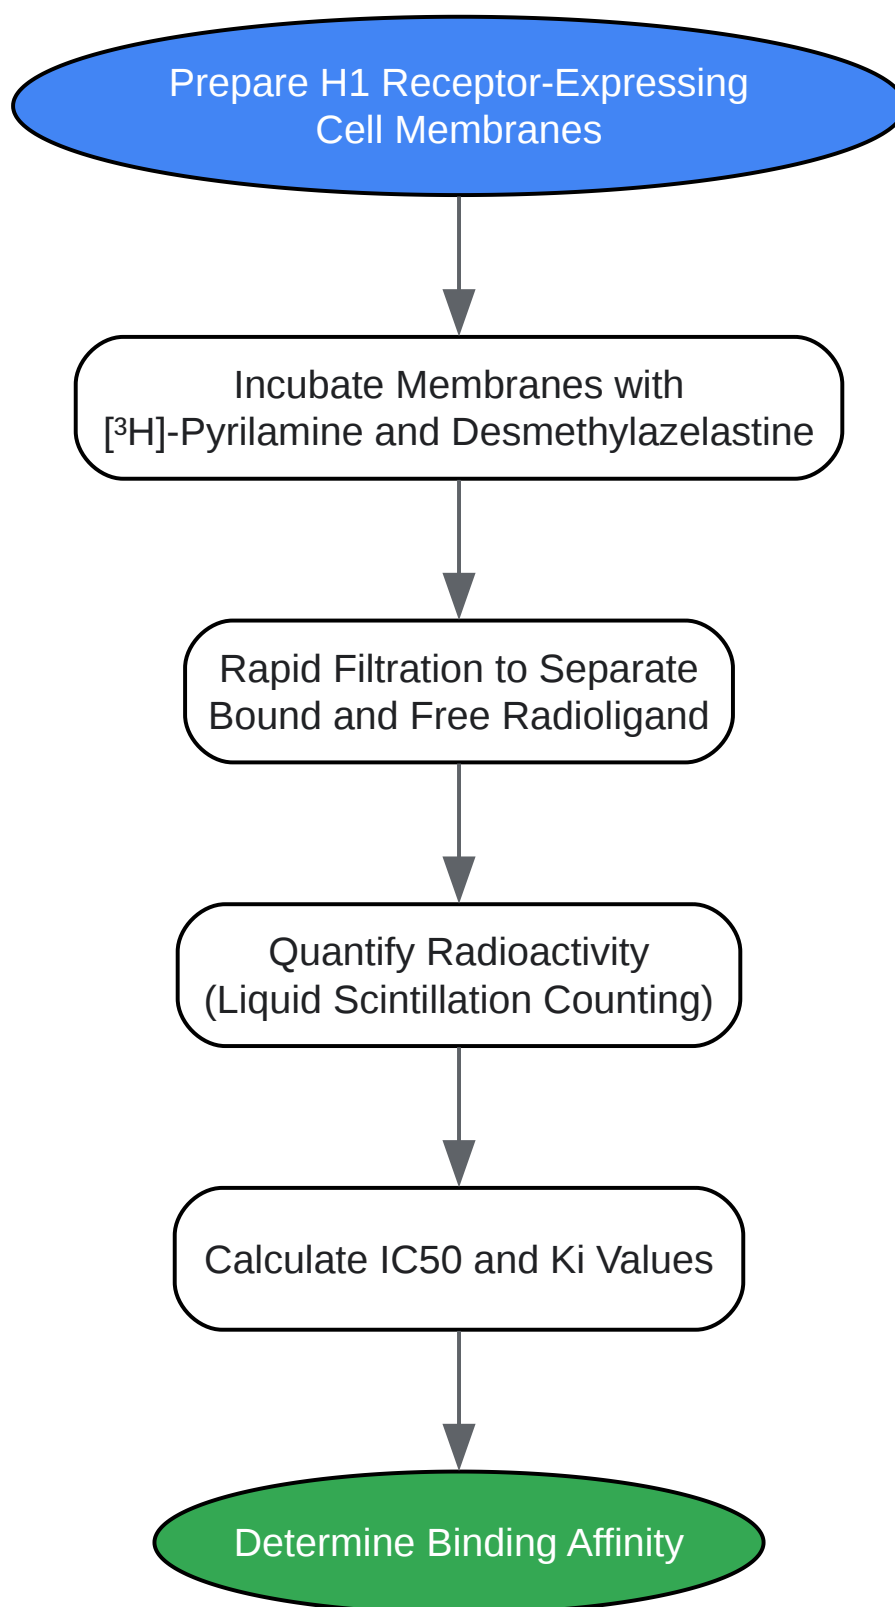 Prepare H1 Receptor-Expressing
Cell Membranes
Incubate Membranes with
[³H]-Pyrilamine and Desmethylazelastine
Rapid Filtration to Separate
Bound and Free Radioligand
Quantify Radioactivity
(Liquid Scintillation Counting)
Calculate IC50 and Ki Values
Determine Binding Affinity